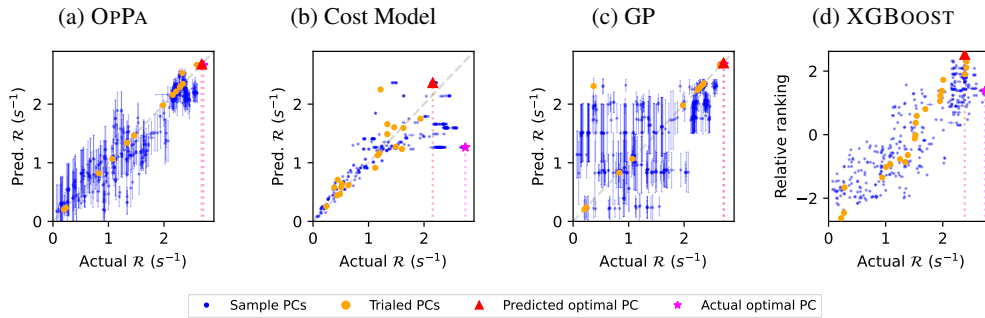 (a) OPPA
(b) Cost Model
(c) GP
(d) XGBOOST
Pred. R (s⁻¹)
2
1
0
0 1 2
Actual R (s⁻¹)
Pred. R (s⁻¹)
2
1
0
0 1 2
Actual R (s⁻¹)
Pred. R (s⁻¹)
2
1
0
0 1 2
Actual R (s⁻¹)
Relative ranking
2
0
−2
0 1 2
Actual R (s⁻¹)
Sample PCs Trialed PCs Predicted optimal PC Actual optimal PC